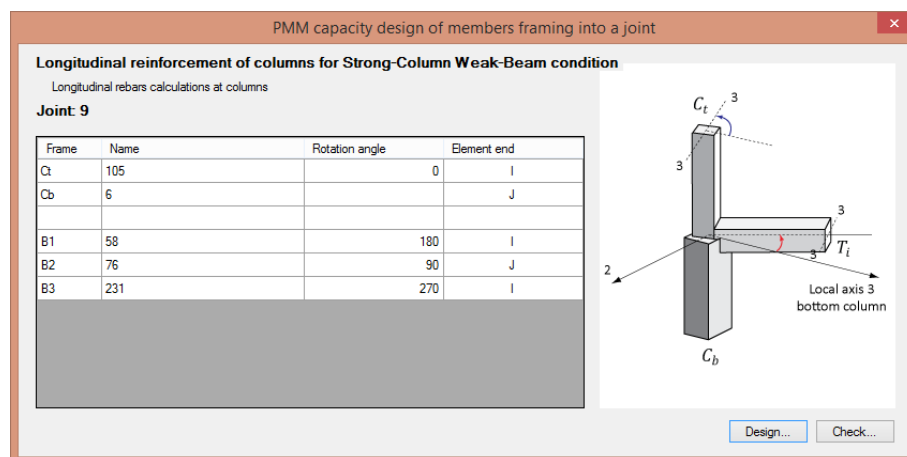 PMM capacity design of members framing into a joint
×
Longitudinal reinforcement of columns for Strong-Column Weak-Beam condition
Longitudinal rebars calculations at columns
Joint: 9
Frame Name Rotation angle Element end
Ct 105 0 I
Cb 6 J
B1 58 180 I
B2 76 90 J
B3 231 270 I
Cₜ 3
3
3
3 Tᵢ
2
Local axis 3
bottom column
C_b
Design... Check...